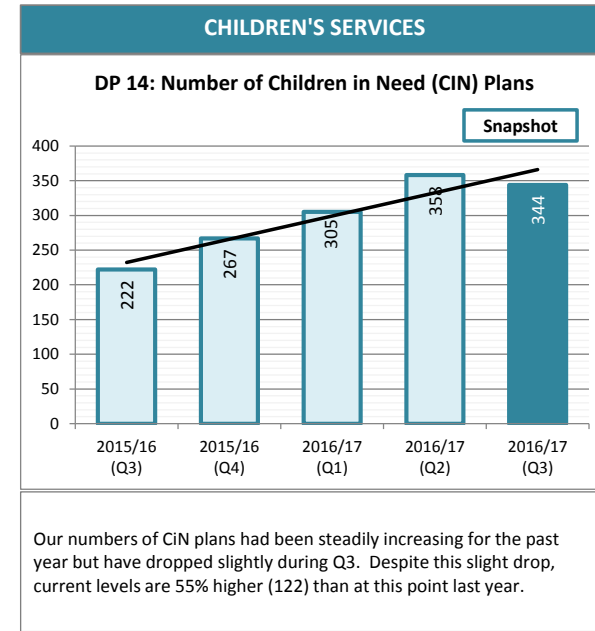 CHILDREN'S SERVICES
DP 14: Number of Children in Need (CIN) Plans
Snapshot
400
350
300
250
200
150
100
50
0
222
267
305
358
344
2015/16 (Q3)
2015/16 (Q4)
2016/17 (Q1)
2016/17 (Q2)
2016/17 (Q3)
Our numbers of CiN plans had been steadily increasing for the past
year but have dropped slightly during Q3. Despite this slight drop,
current levels are 55% higher (122) than at this point last year.